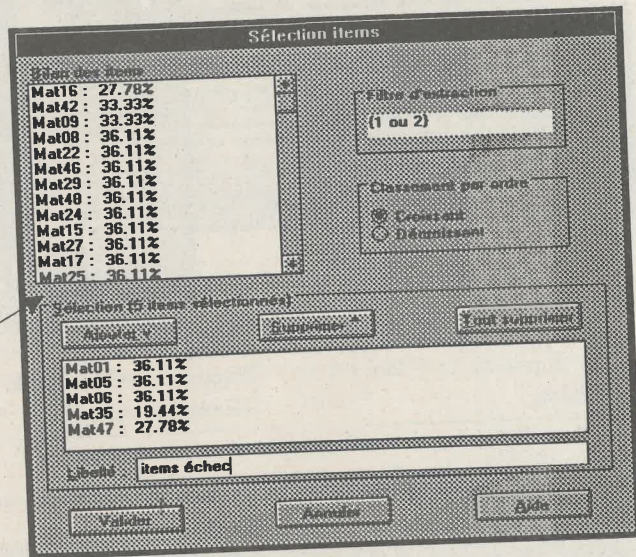 Sélection items
Bilan des items
Mat16 : 27.78%
Mat42 : 33.33%
Mat09 : 33.33%
Mat08 : 36.11%
Mat22 : 36.11%
Mat46 : 36.11%
Mat29 : 36.11%
Mat48 : 36.11%
Mat24 : 36.11%
Mat15 : 36.11%
Mat27 : 36.11%
Mat17 : 36.11%
Mat25 : 36.11%
Filtre d'extraction
(1 ou 2)
Classement par ordre
Croissant
Décroissant
Sélection (5 items sélectionnés)
Ajouter v
Supprimer ^
Tout supprimer
Mat01 : 36.11%
Mat05 : 36.11%
Mat06 : 36.11%
Mat35 : 19.44%
Mat47 : 27.78%
Libellé
items échec
Valider
Annuler
Aide